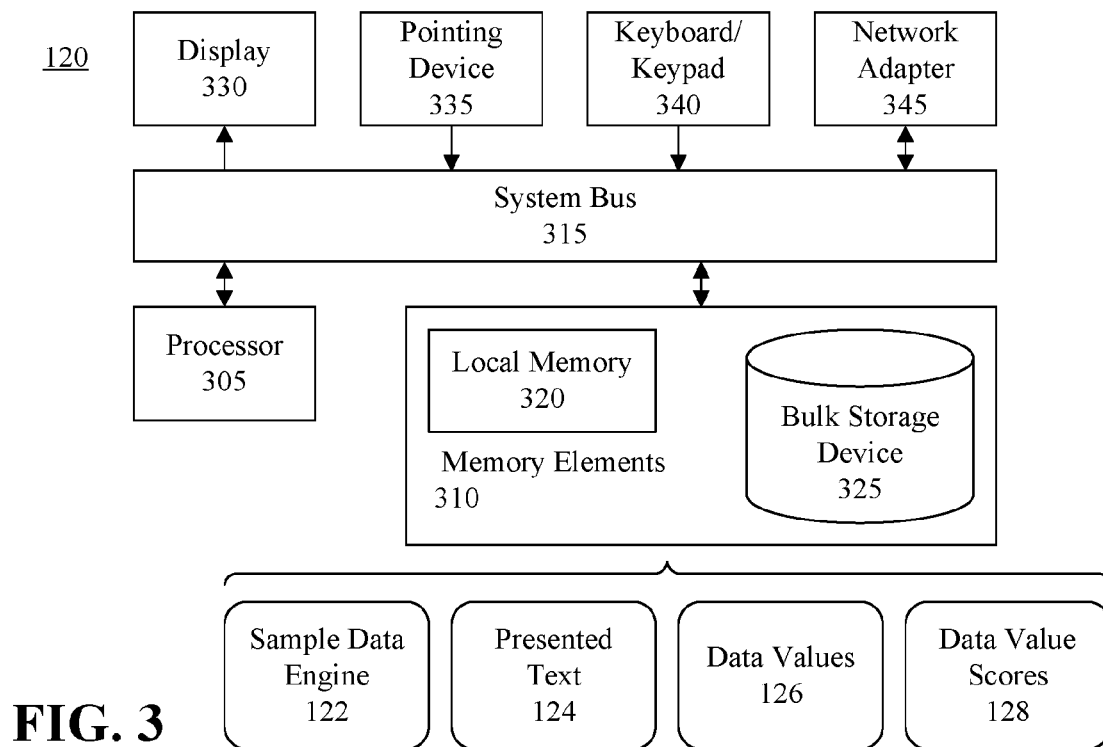 120
Display
330
Pointing
Device
335
Keyboard/
Keypad
340
Network
Adapter
345
System Bus
315
Processor
305
Local Memory
320
Memory Elements
310
Bulk Storage
Device
325
Sample Data
Engine
122
Presented
Text
124
Data Values
126
Data Value
Scores
128
FIG. 3